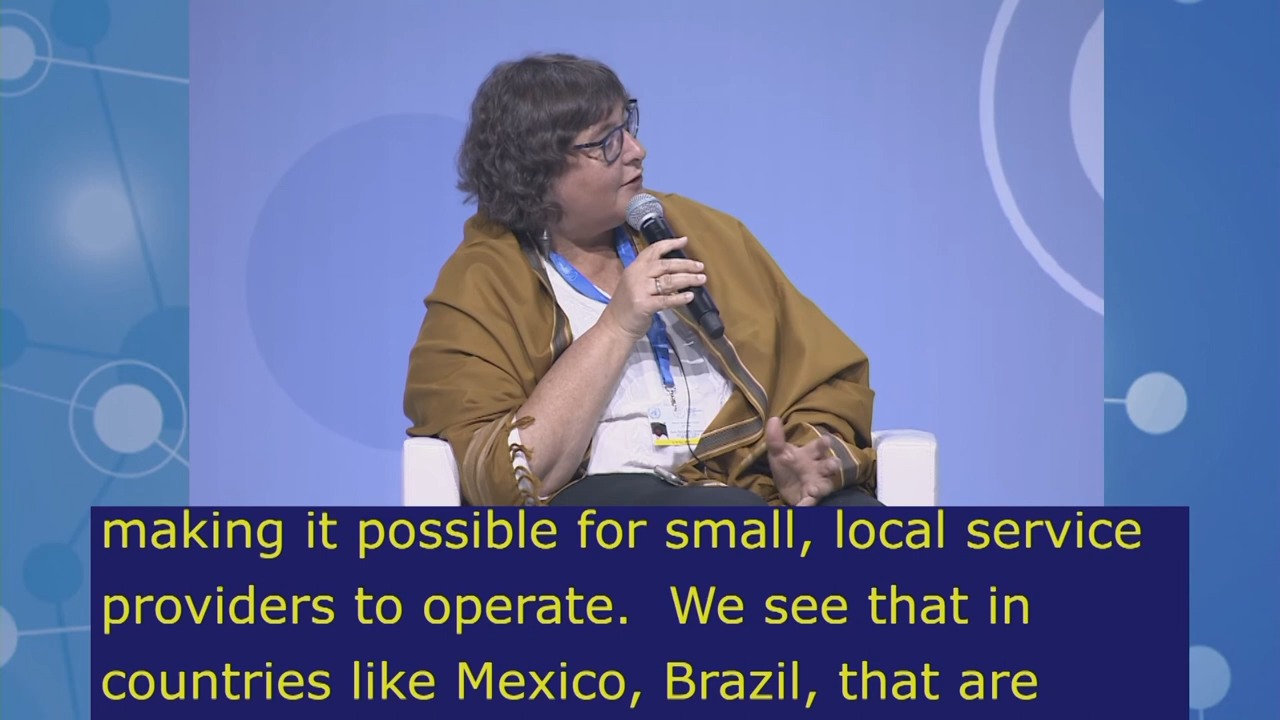 making it possible for small, local service
providers to operate.  We see that in
countries like Mexico, Brazil, that are